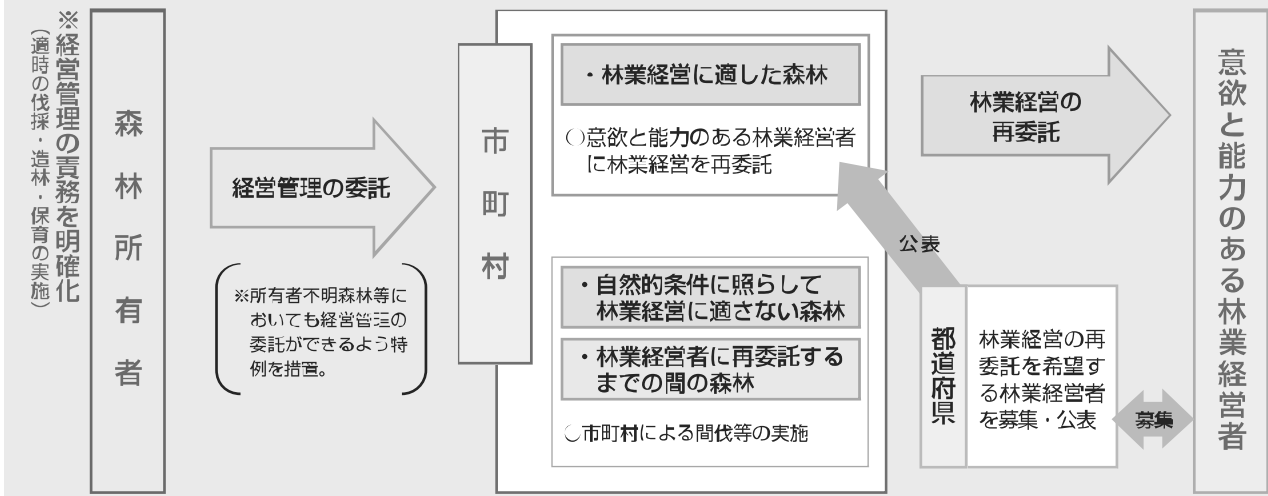 ※経営管理の責務を明確化
（適時の伐採・造林・保育の実施）
森林所有者
経営管理の委託
※所有者不明森林等に
おいても経営管理の
委託ができるよう特
例を措置。
市町村
・林業経営に適した森林
○意欲と能力のある林業経営者
に林業経営を再委託
・自然的条件に照らして
林業経営に適さない森林
・林業経営者に再委託する
までの間の森林
○市町村による間伐等の実施
林業経営の
再委託
公表
都道府県
林業経営の再
委託を希望す
る林業経営者
を募集・公表
募集
意欲と能力のある林業経営者